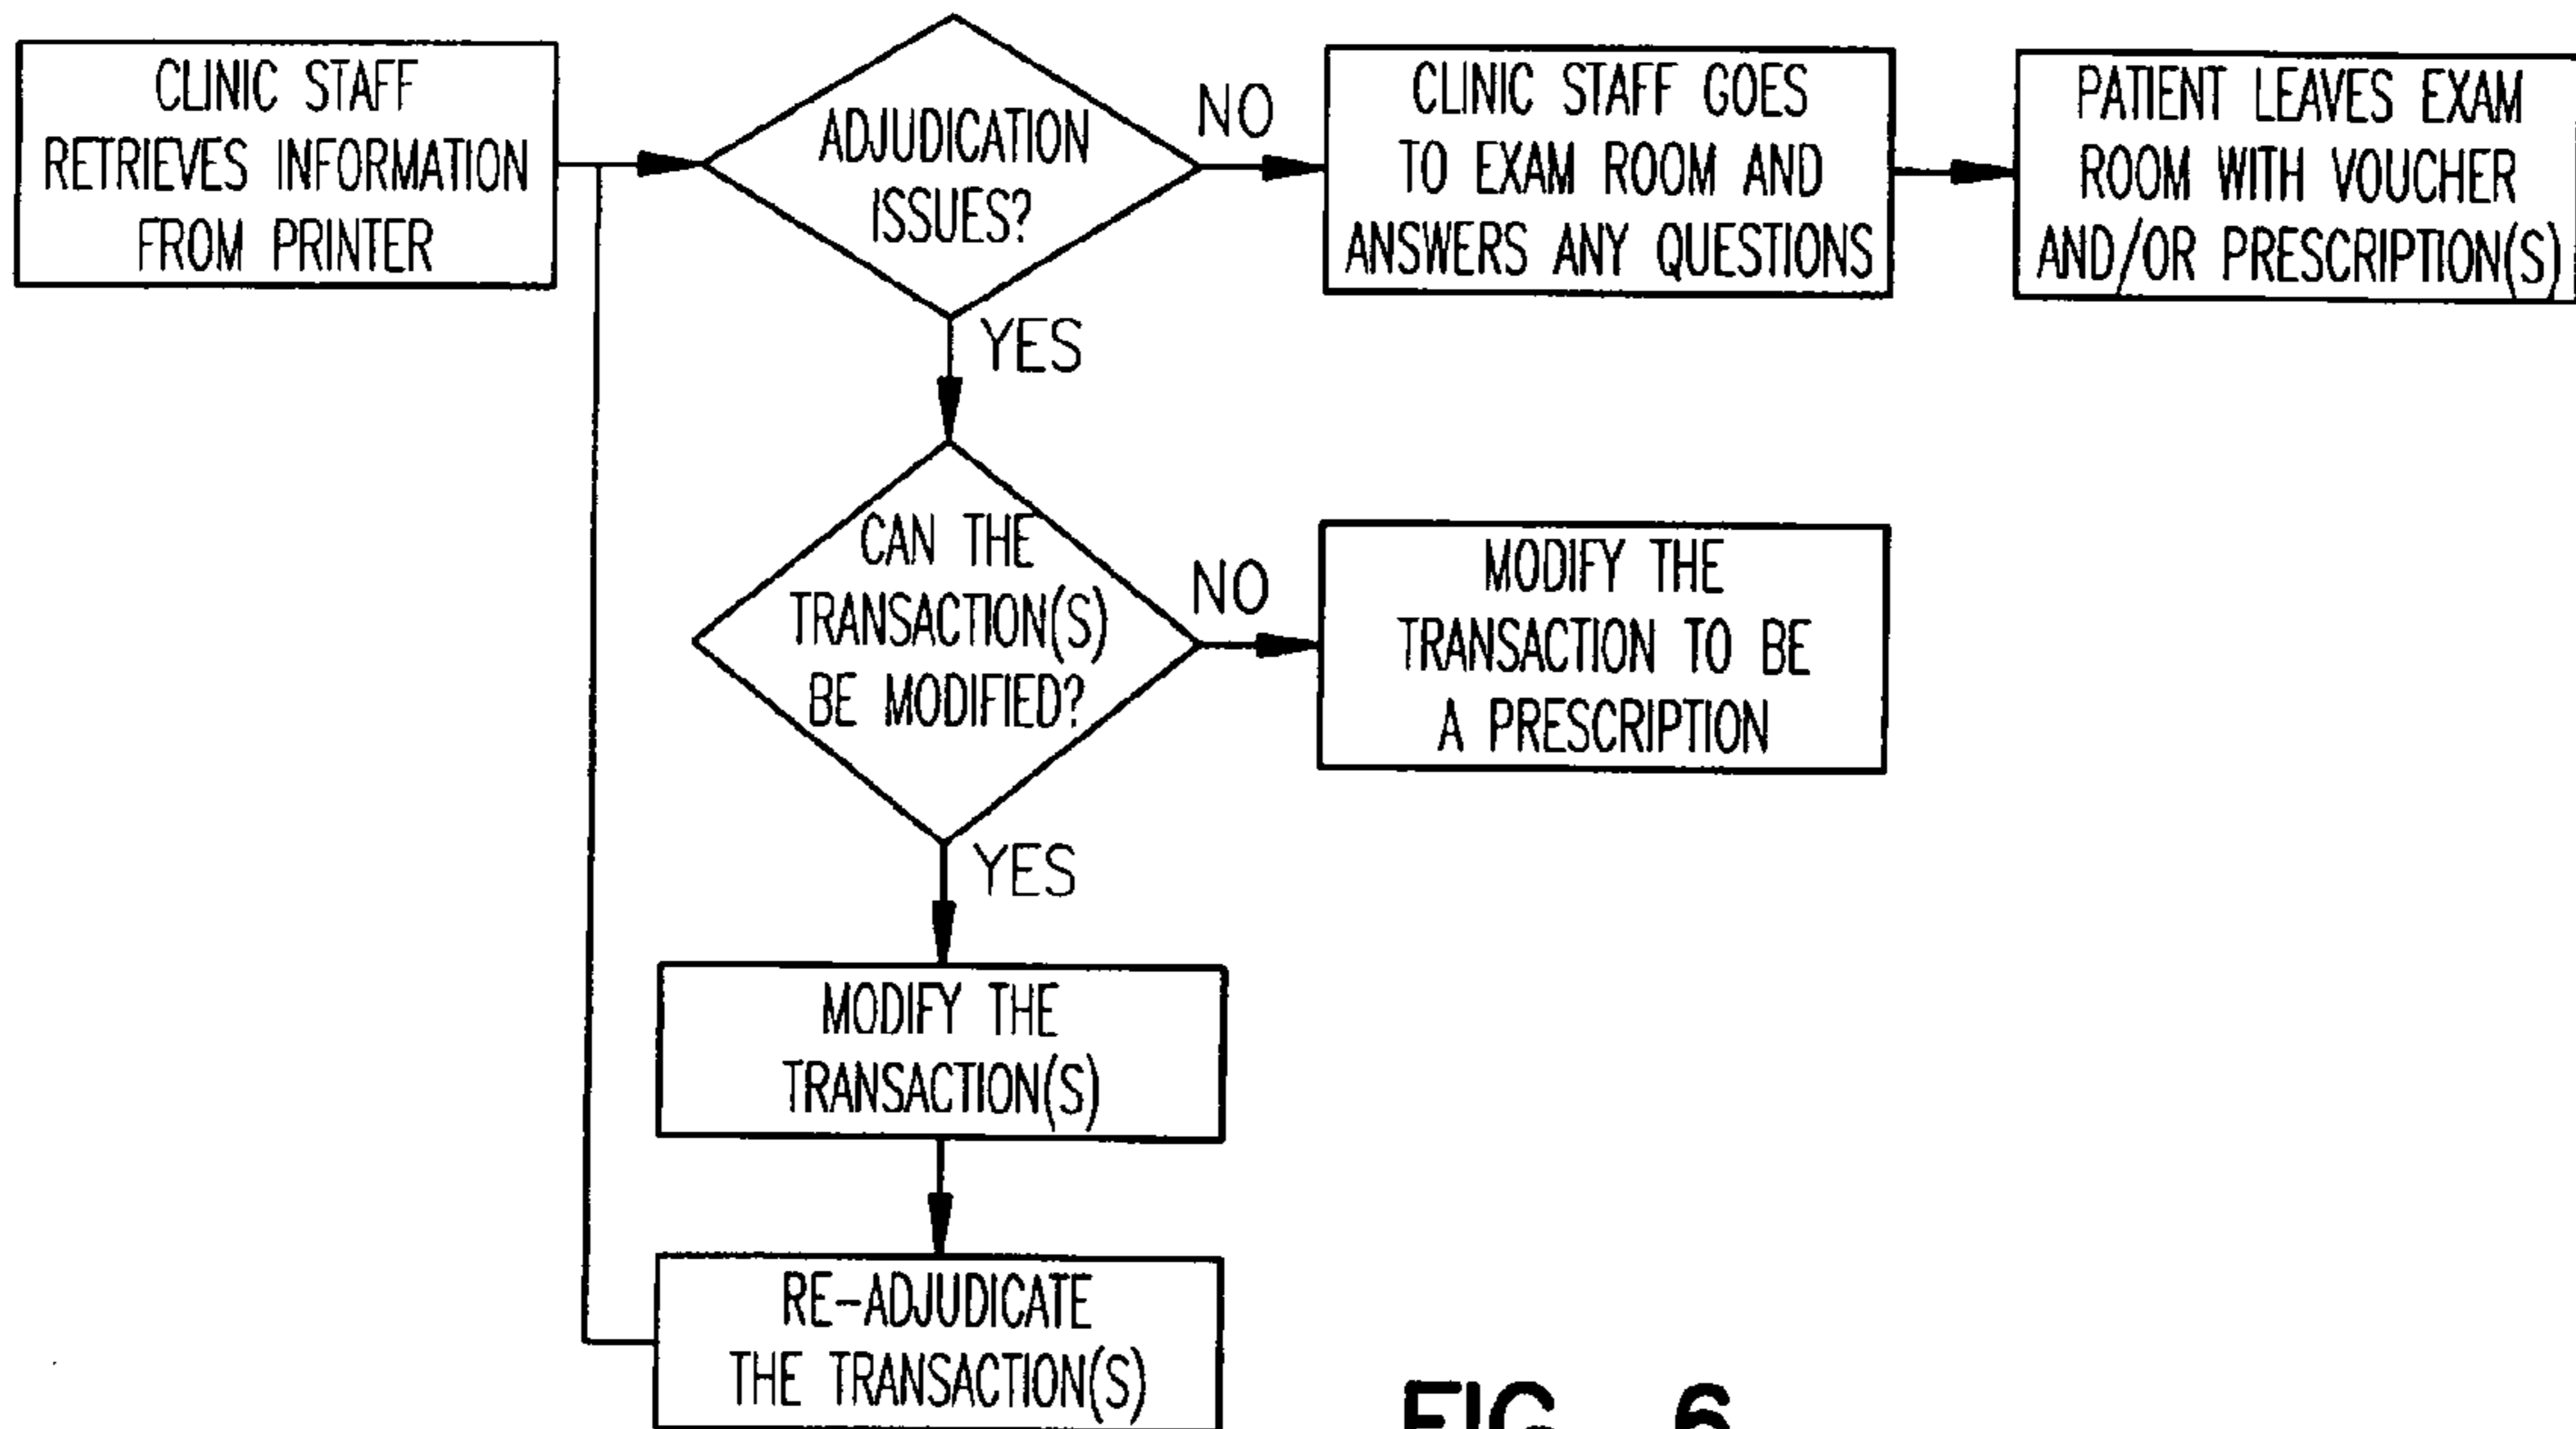 CLINIC STAFF
RETRIEVES INFORMATION
FROM PRINTER
ADJUDICATION
ISSUES?
NO
CLINIC STAFF GOES
TO EXAM ROOM AND
ANSWERS ANY QUESTIONS
PATIENT LEAVES EXAM
ROOM WITH VOUCHER
AND/OR PRESCRIPTION(S)
YES
CAN THE
TRANSACTION(S)
BE MODIFIED?
NO
MODIFY THE
TRANSACTION TO BE
A PRESCRIPTION
YES
MODIFY THE
TRANSACTION(S)
RE-ADJUDICATE
THE TRANSACTION(S)
FIG. 6